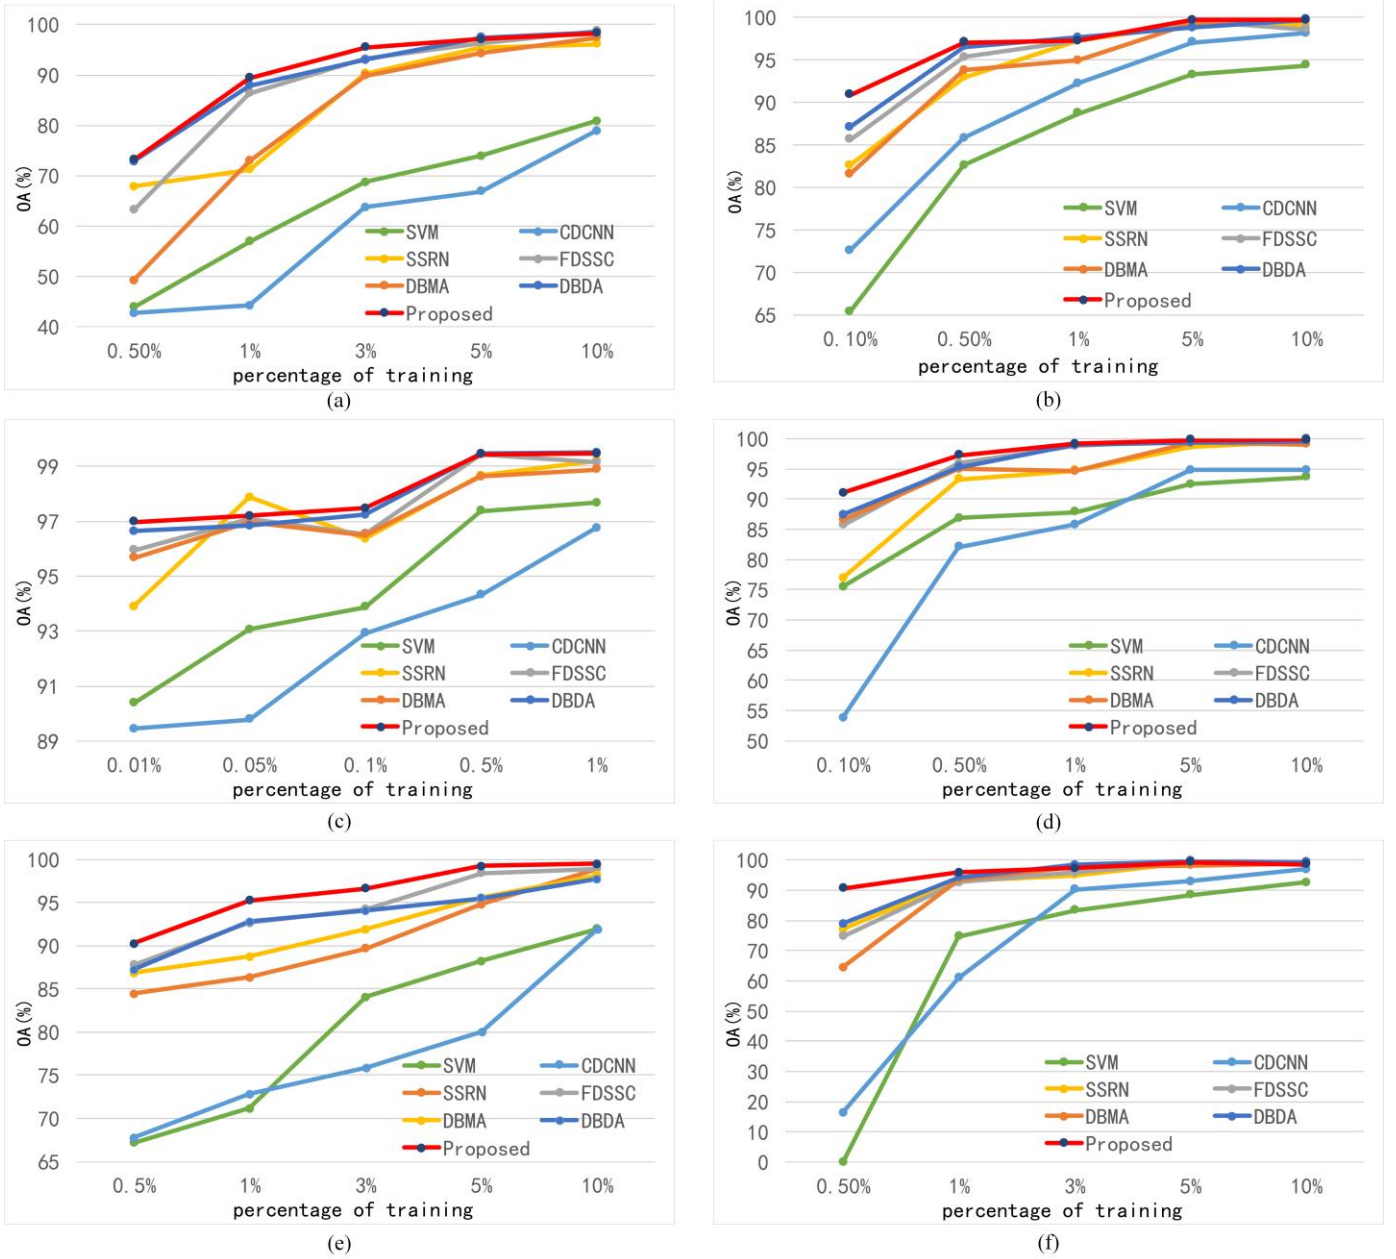 100
90
80
70
60
50
40
OA(%)
0.50% 1% 3% 5% 10%
percentage of training
SVM CDCNN
SSRN FDSSC
DBMA DBDA
Proposed
(a)
100
95
90
85
80
75
70
65
OA(%)
0.10% 0.50% 1% 5% 10%
percentage of training
SVM CDCNN
SSRN FDSSC
DBMA DBDA
Proposed
(b)
99
97
95
93
91
89
OA(%)
0.01% 0.05% 0.1% 0.5% 1%
percentage of training
SVM CDCNN
SSRN FDSSC
DBMA DBDA
Proposed
(c)
100
95
90
85
80
75
70
65
60
55
50
OA(%)
0.10% 0.50% 1% 5% 10%
percentage of training
SVM CDCNN
SSRN FDSSC
DBMA DBDA
Proposed
(d)
100
95
90
85
80
75
70
65
OA(%)
0.5% 1% 3% 5% 10%
percentage of training
SVM CDCNN
SSRN FDSSC
DBMA DBDA
Proposed
(e)
100
90
80
70
60
50
40
30
20
10
0
OA(%)
0.50% 1% 3% 5% 10%
percentage of training
SVM CDCNN
SSRN FDSSC
DBMA DBDA
Proposed
(f)